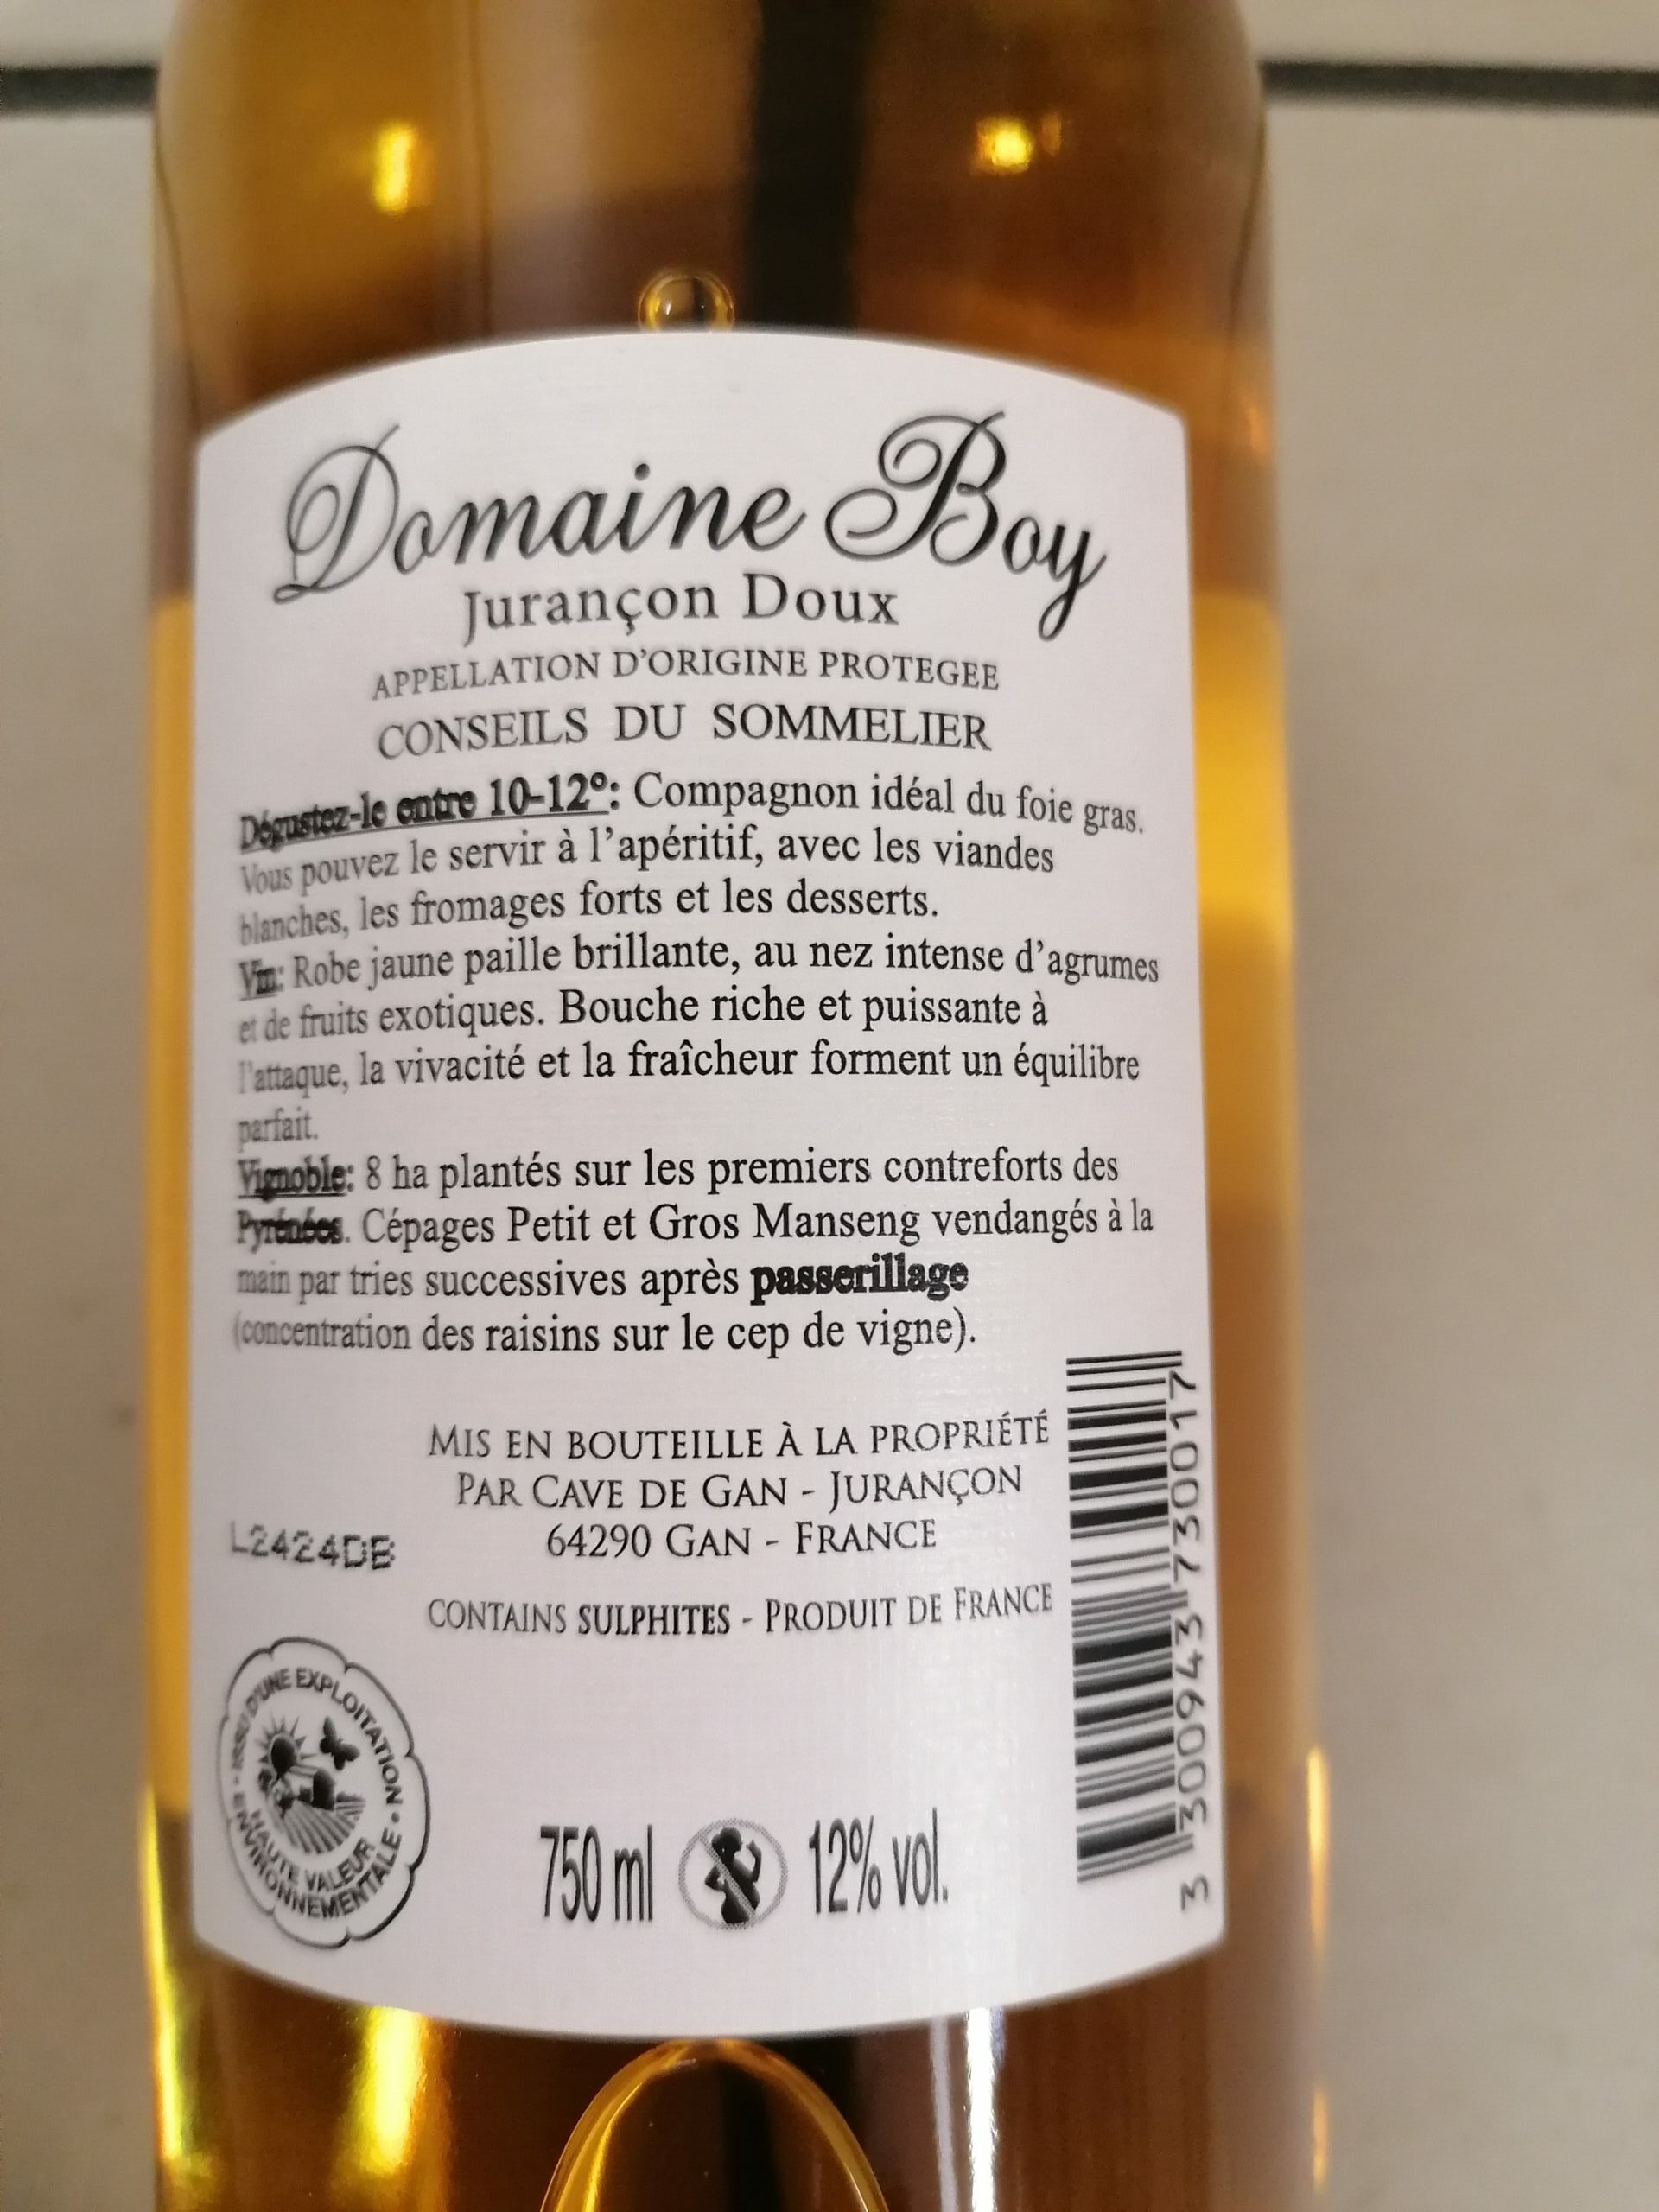 Domaine Boy
Jurançon Doux
APPELLATION D'ORIGINE PROTEGEE
CONSEILS DU SOMMELIER
Dégustez-le entre 10-12°: Compagnon idéal du foie gras.
Vous pouvez le servir à l'apéritif, avec les viandes
blanches, les fromages forts et les desserts.
Vin: Robe jaune paille brillante, au nez intense d'agrumes
et de fruits exotiques. Bouche riche et puissante à
l'attaque, la vivacité et la fraîcheur forment un équilibre
parfait.
Vignoble: 8 ha plantés sur les premiers contreforts des
Pyrénées. Cépages Petit et Gros Manseng vendangés à la
main par tries successives après passerillage
(concentration des raisins sur le cep de vigne).
MIS EN BOUTEILLE À LA PROPRIÉTÉ
PAR CAVE DE GAN - JURANÇON
64290 GAN - FRANCE
L2424DB
CONTAINS SULPHITES - PRODUIT DE FRANCE
D'UNE EXPLOITATION
HAUTE VALEUR
ENVIRONNEMENTALE
750 ml 12% vol.
3 300943 730017